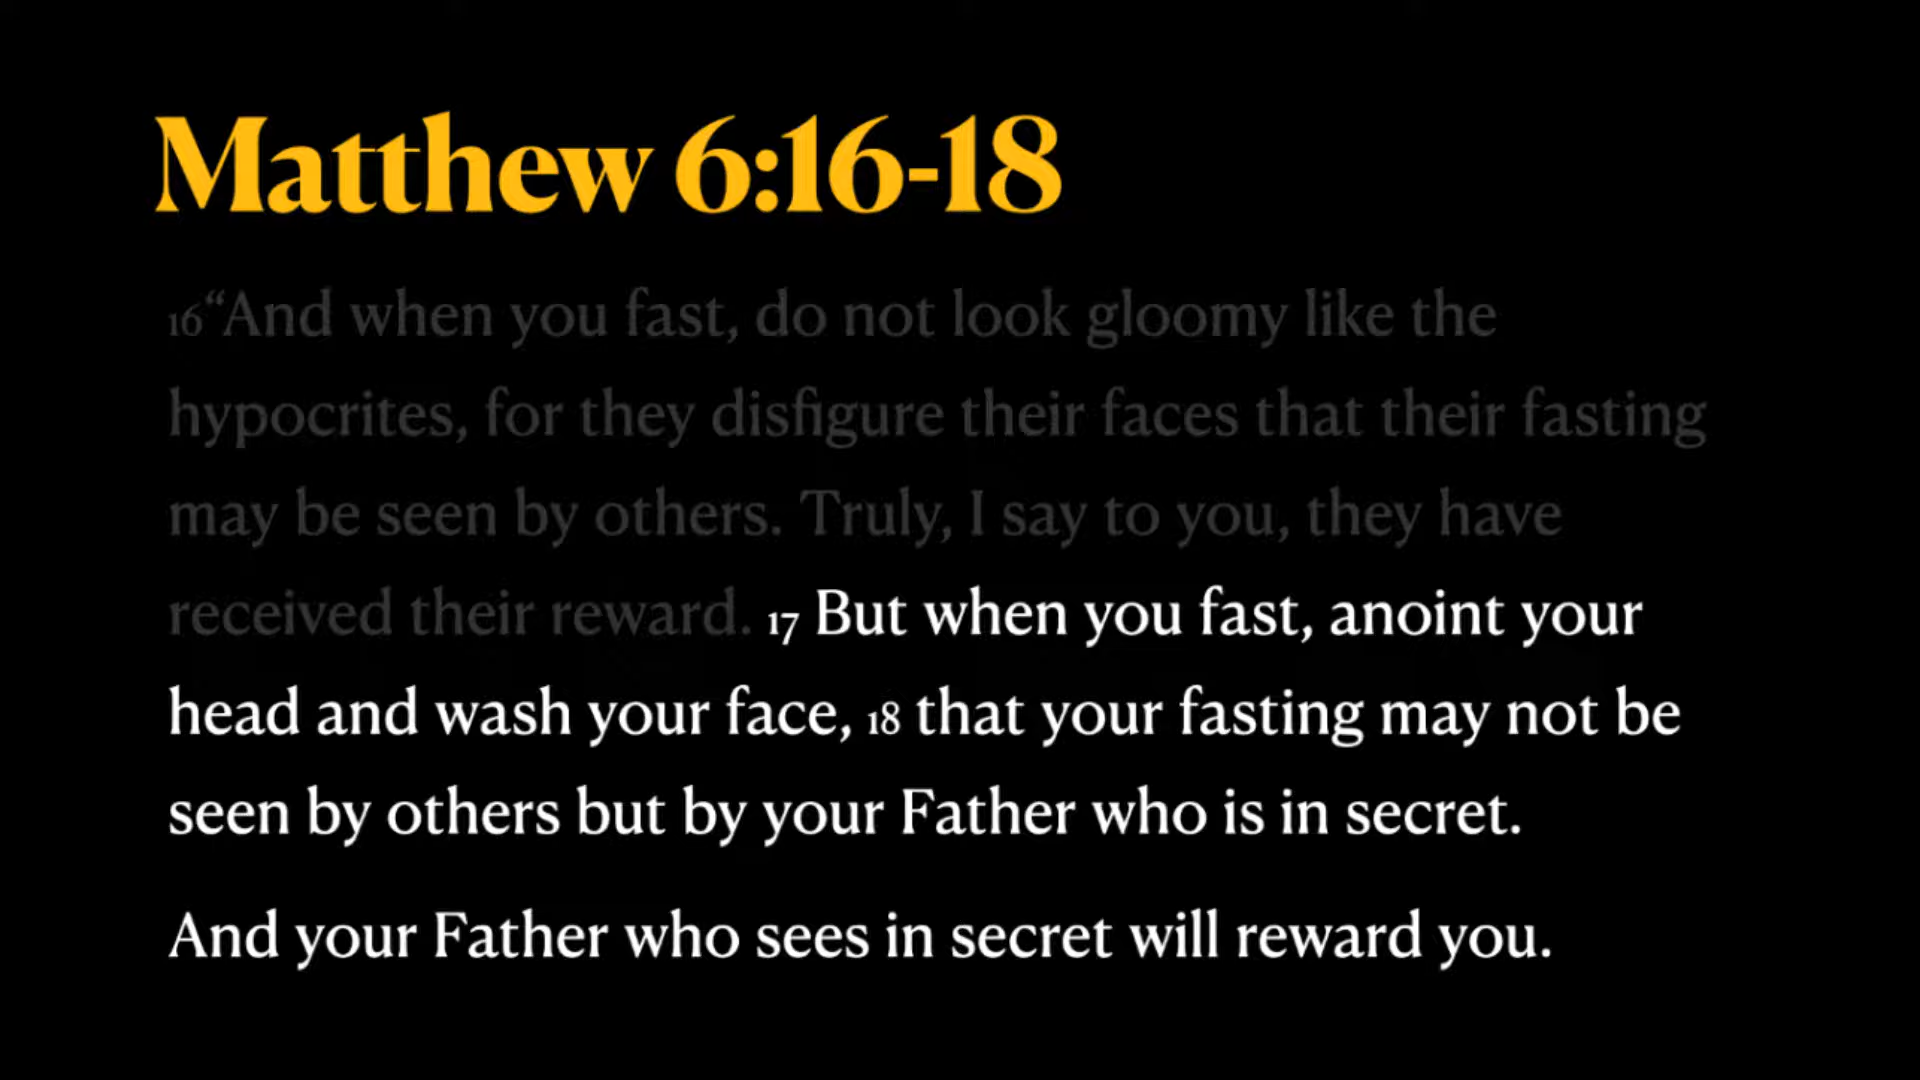 Matthew 6:16-18
16 “And when you fast, do not look gloomy like the
hypocrites, for they disfigure their faces that their fasting
may be seen by others. Truly, I say to you, they have
received their reward. 17 But when you fast, anoint your
head and wash your face, 18 that your fasting may not be
seen by others but by your Father who is in secret.
And your Father who sees in secret will reward you.